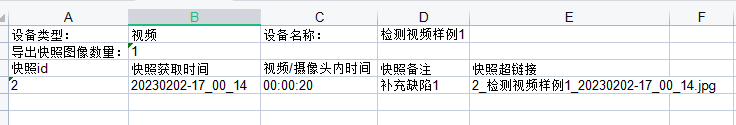 A B C D E F
设备类型： 视频 设备名称： 检测视频样例1
导出快照图像数量： 1
快照id 快照获取时间 视频/摄像头内时间 快照备注 快照超链接
2 20230202-17_00_14 00:00:20 补充缺陷1 2_检测视频样例1_20230202-17_00_14.jpg